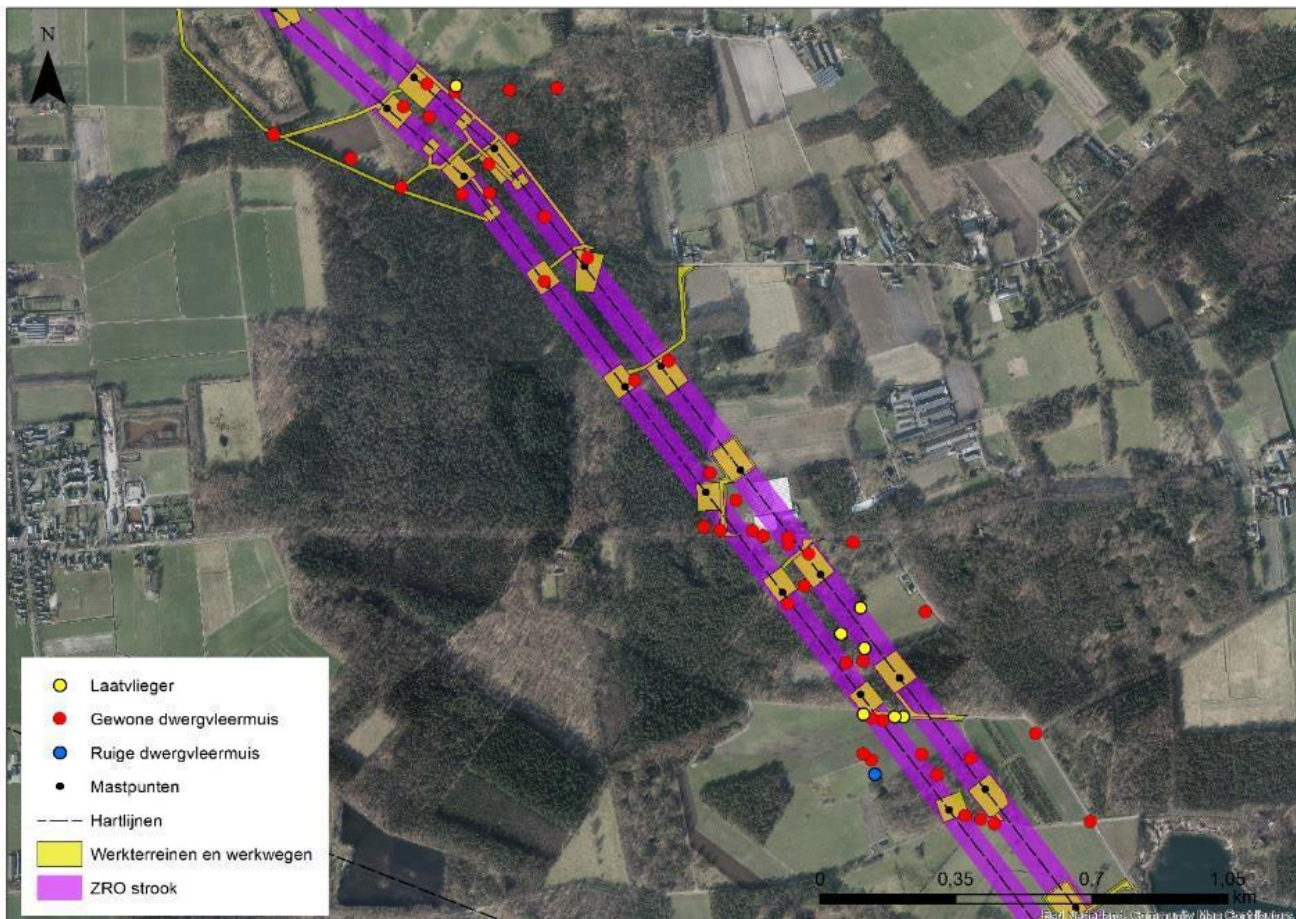 N
Laatvlieger
Gewone dwergvleermuis
Ruige dwergvleermuis
Mastpunten
Hartlijnen
Werkterreinen en werkwegen
ZRO strook
0 0,35 0,7 1,05
km